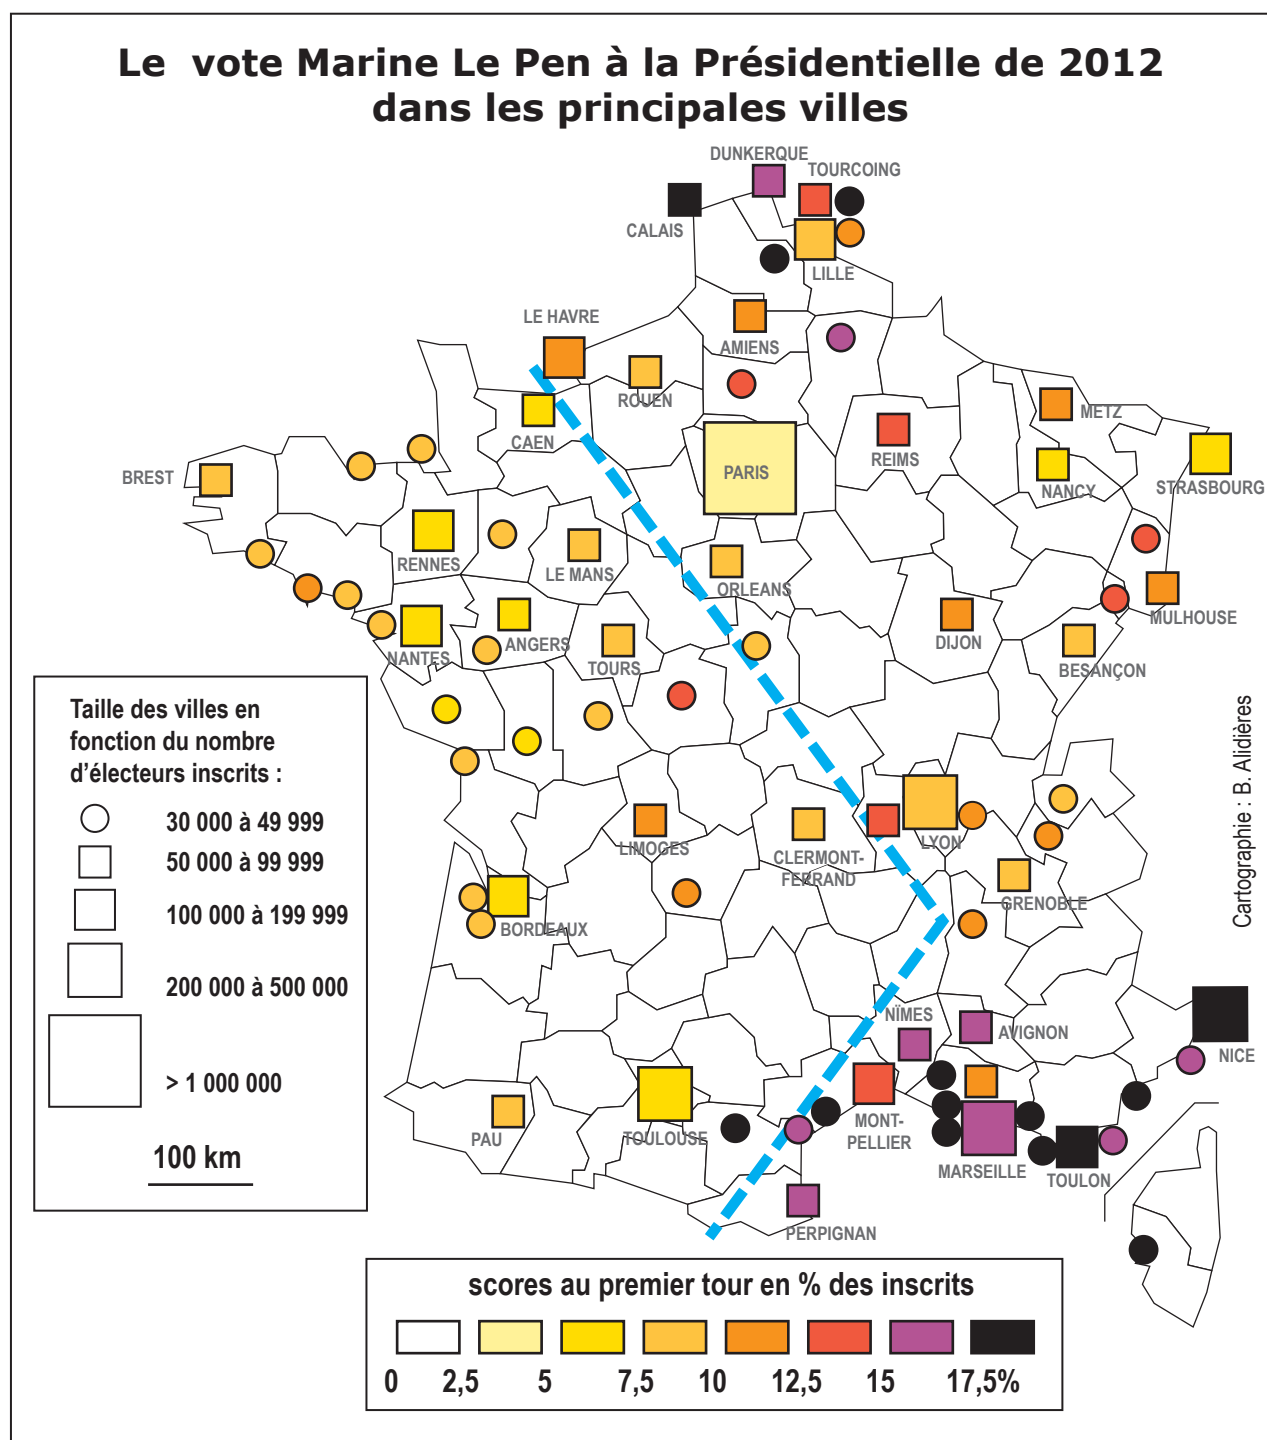 Le vote Marine Le Pen à la Présidentielle de 2012
dans les principales villes
DUNKERQUE
TOURCOING
CALAIS
LILLE
LE HAVRE
AMIENS
ROUEN
METZ
CAEN
REIMS
BREST
PARIS
NANCY
STRASBOURG
RENNES
LE MANS
ORLEANS
MULHOUSE
ANGERS
DIJON
NANTES
TOURS
BESANÇON
Taille des villes en
fonction du nombre
d'électeurs inscrits :
30 000 à 49 999
50 000 à 99 999
100 000 à 199 999
200 000 à 500 000
> 1 000 000
100 km
LIMOGES
CLERMONT-
FERRAND
LYON
GRENOBLE
BORDEAUX
Cartographie : B. Alidières
NÏMES
AVIGNON
NICE
PAU
TOULOUSE
MONT-
PELLIER
MARSEILLE
TOULON
PERPIGNAN
scores au premier tour en % des inscrits
0 2,5 5 7,5 10 12,5 15 17,5%